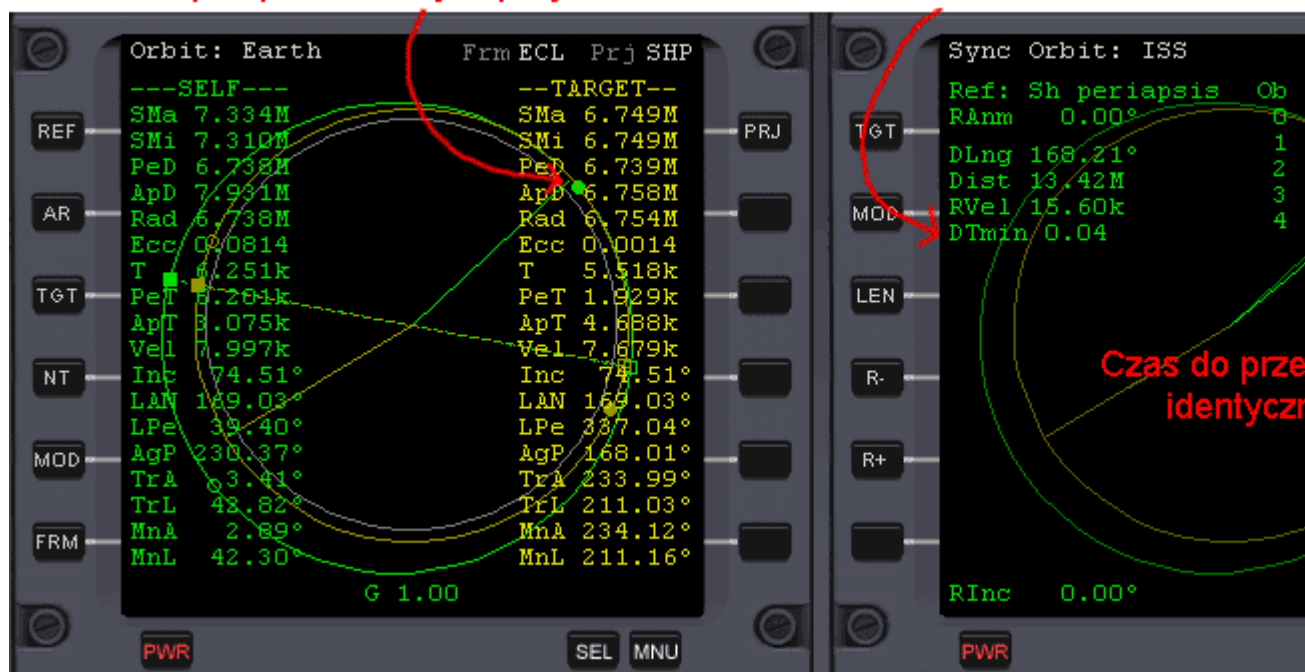 Orbit: Earth Frm ECL Prj SHP
---SELF--- --TARGET--
SMa 7.334M SMa 6.749M
SMi 7.310M SMi 6.749M
PeD 6.738M PeD 6.739M
ApD 7.931M ApD 6.758M
Rad 6.738M Rad 6.754M
Ecc 0.0814 Ecc 0.0014
T 6.251k T 5.518k
PeT 6.201k PeT 1.929k
ApT 3.075k ApT 4.688k
Vel 7.997k Vel 7.679k
Inc 74.51° Inc 74.51°
LAN 169.03° LAN 169.03°
LPe 39.40° LPe 337.04°
AgP 230.37° AgP 168.01°
TrA 3.41° TrA 233.99°
TrL 42.82° TrL 211.03°
MnA 2.89° MnA 234.12°
MnL 42.30° MnL 211.16°
G 1.00
REF
AR
TGT
NT
MOD
FRM
PRJ
PWR
SEL MNU
Sync Orbit: ISS
Ref: Sh periapsis Ob
RAnm 0.00° 0
1
DLng 168.21°
2
Dist 13.42M
3
RVel 15.60k
4
DTmin 0.04
Czas do prze
identyczn
RInc 0.00°
TGT
MOD
LEN
R-
R+
PWR